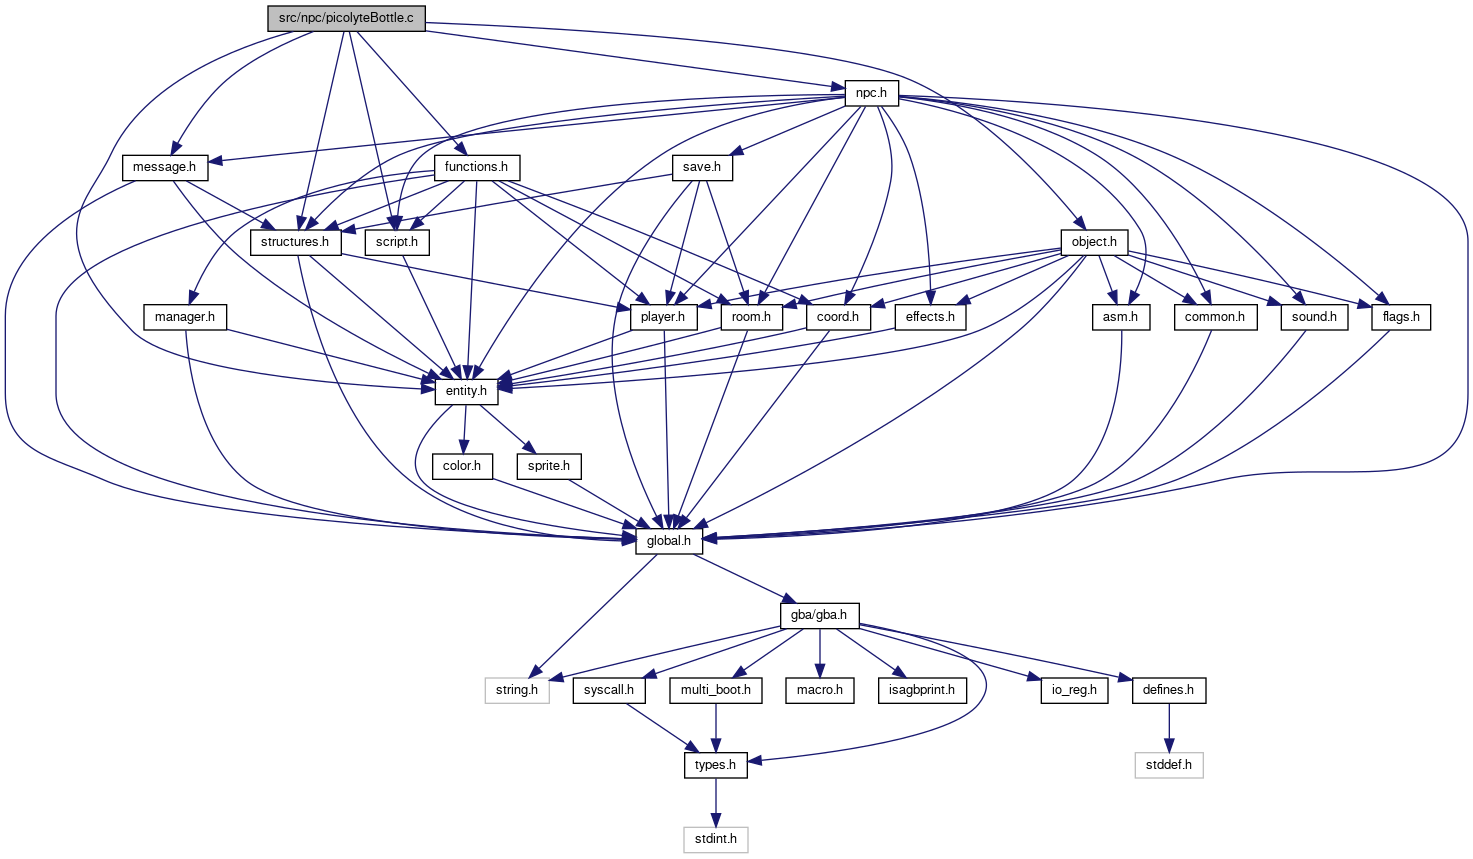 src/npc/picolyteBottle.c
npc.h
message.h
functions.h
save.h
structures.h
script.h
object.h
manager.h
player.h
room.h
coord.h
effects.h
asm.h
common.h
sound.h
flags.h
entity.h
color.h
sprite.h
global.h
gba/gba.h
string.h
syscall.h
multi_boot.h
macro.h
isagbprint.h
io_reg.h
defines.h
types.h
stddef.h
stdint.h